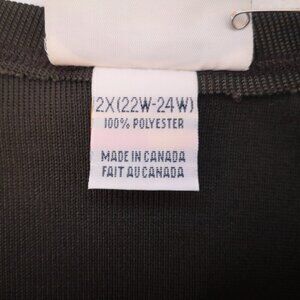 2X(22W-24W)
100% POLYESTER
MADE IN CANADA
FAIT AU CANADA